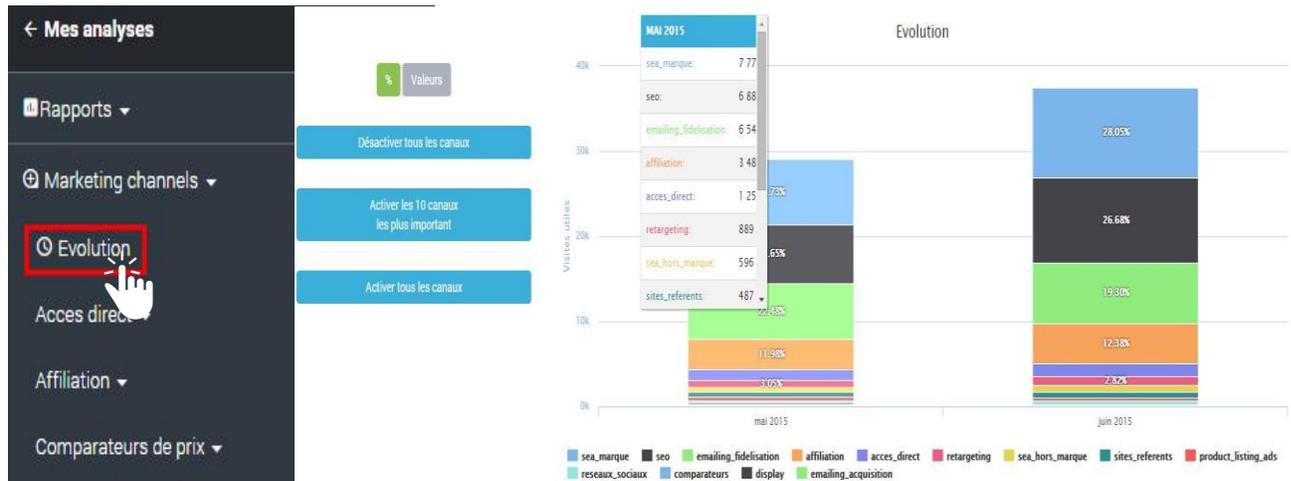 ← Mes analyses
Rapports
Marketing channels
Evolution
Acces direct
Affiliation
Comparateurs de prix
% Valeurs
Désactiver tous les canaux
Activer les 10 canaux
les plus important
Activer tous les canaux
Evolution
MAI 2015
sea_marque: 7 77
seo: 6 88
emailing_fidelisation: 6 54
affiliation: 3 48
acces_direct: 1 25
retargeting: 889
sea_hors_marque: 596
sites_referents: 487
Visites utiles
40k
30k
20k
10k
0k
.73%
.65%
22.48%
11.98%
3.05%
28.05%
26.68%
19.30%
12.38%
2.82%
mai 2015
juin 2015
sea_marque seo emailing_fidelisation affiliation acces_direct retargeting sea_hors_marque sites_referents product_listing_ads
reseaux_sociaux comparateurs display emailing_acquisition